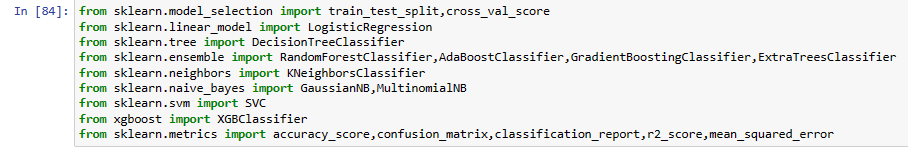 In [84]: from sklearn.model_selection import train_test_split,cross_val_score
from sklearn.linear_model import LogisticRegression
from sklearn.tree import DecisionTreeClassifier
from sklearn.ensemble import RandomForestClassifier,AdaBoostClassifier,GradientBoostingClassifier,ExtraTreesClassifier
from sklearn.neighbors import KNeighborsClassifier
from sklearn.naive_bayes import GaussianNB,MultinomialNB
from sklearn.svm import SVC
from xgboost import XGBClassifier
from sklearn.metrics import accuracy_score,confusion_matrix,classification_report,r2_score,mean_squared_error